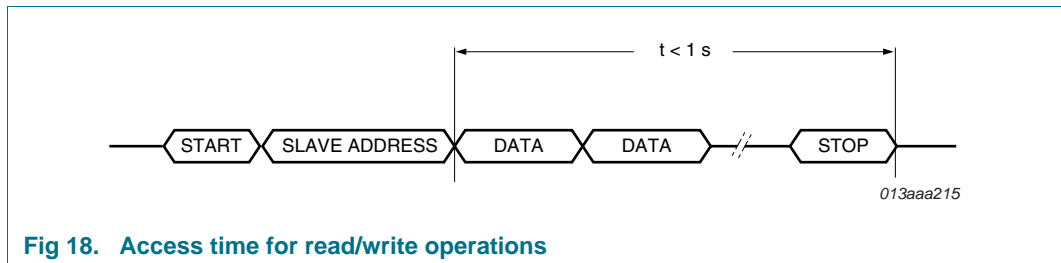 t < 1 s
START SLAVE ADDRESS DATA DATA STOP
013aaa215
Fig 18. Access time for read/write operations